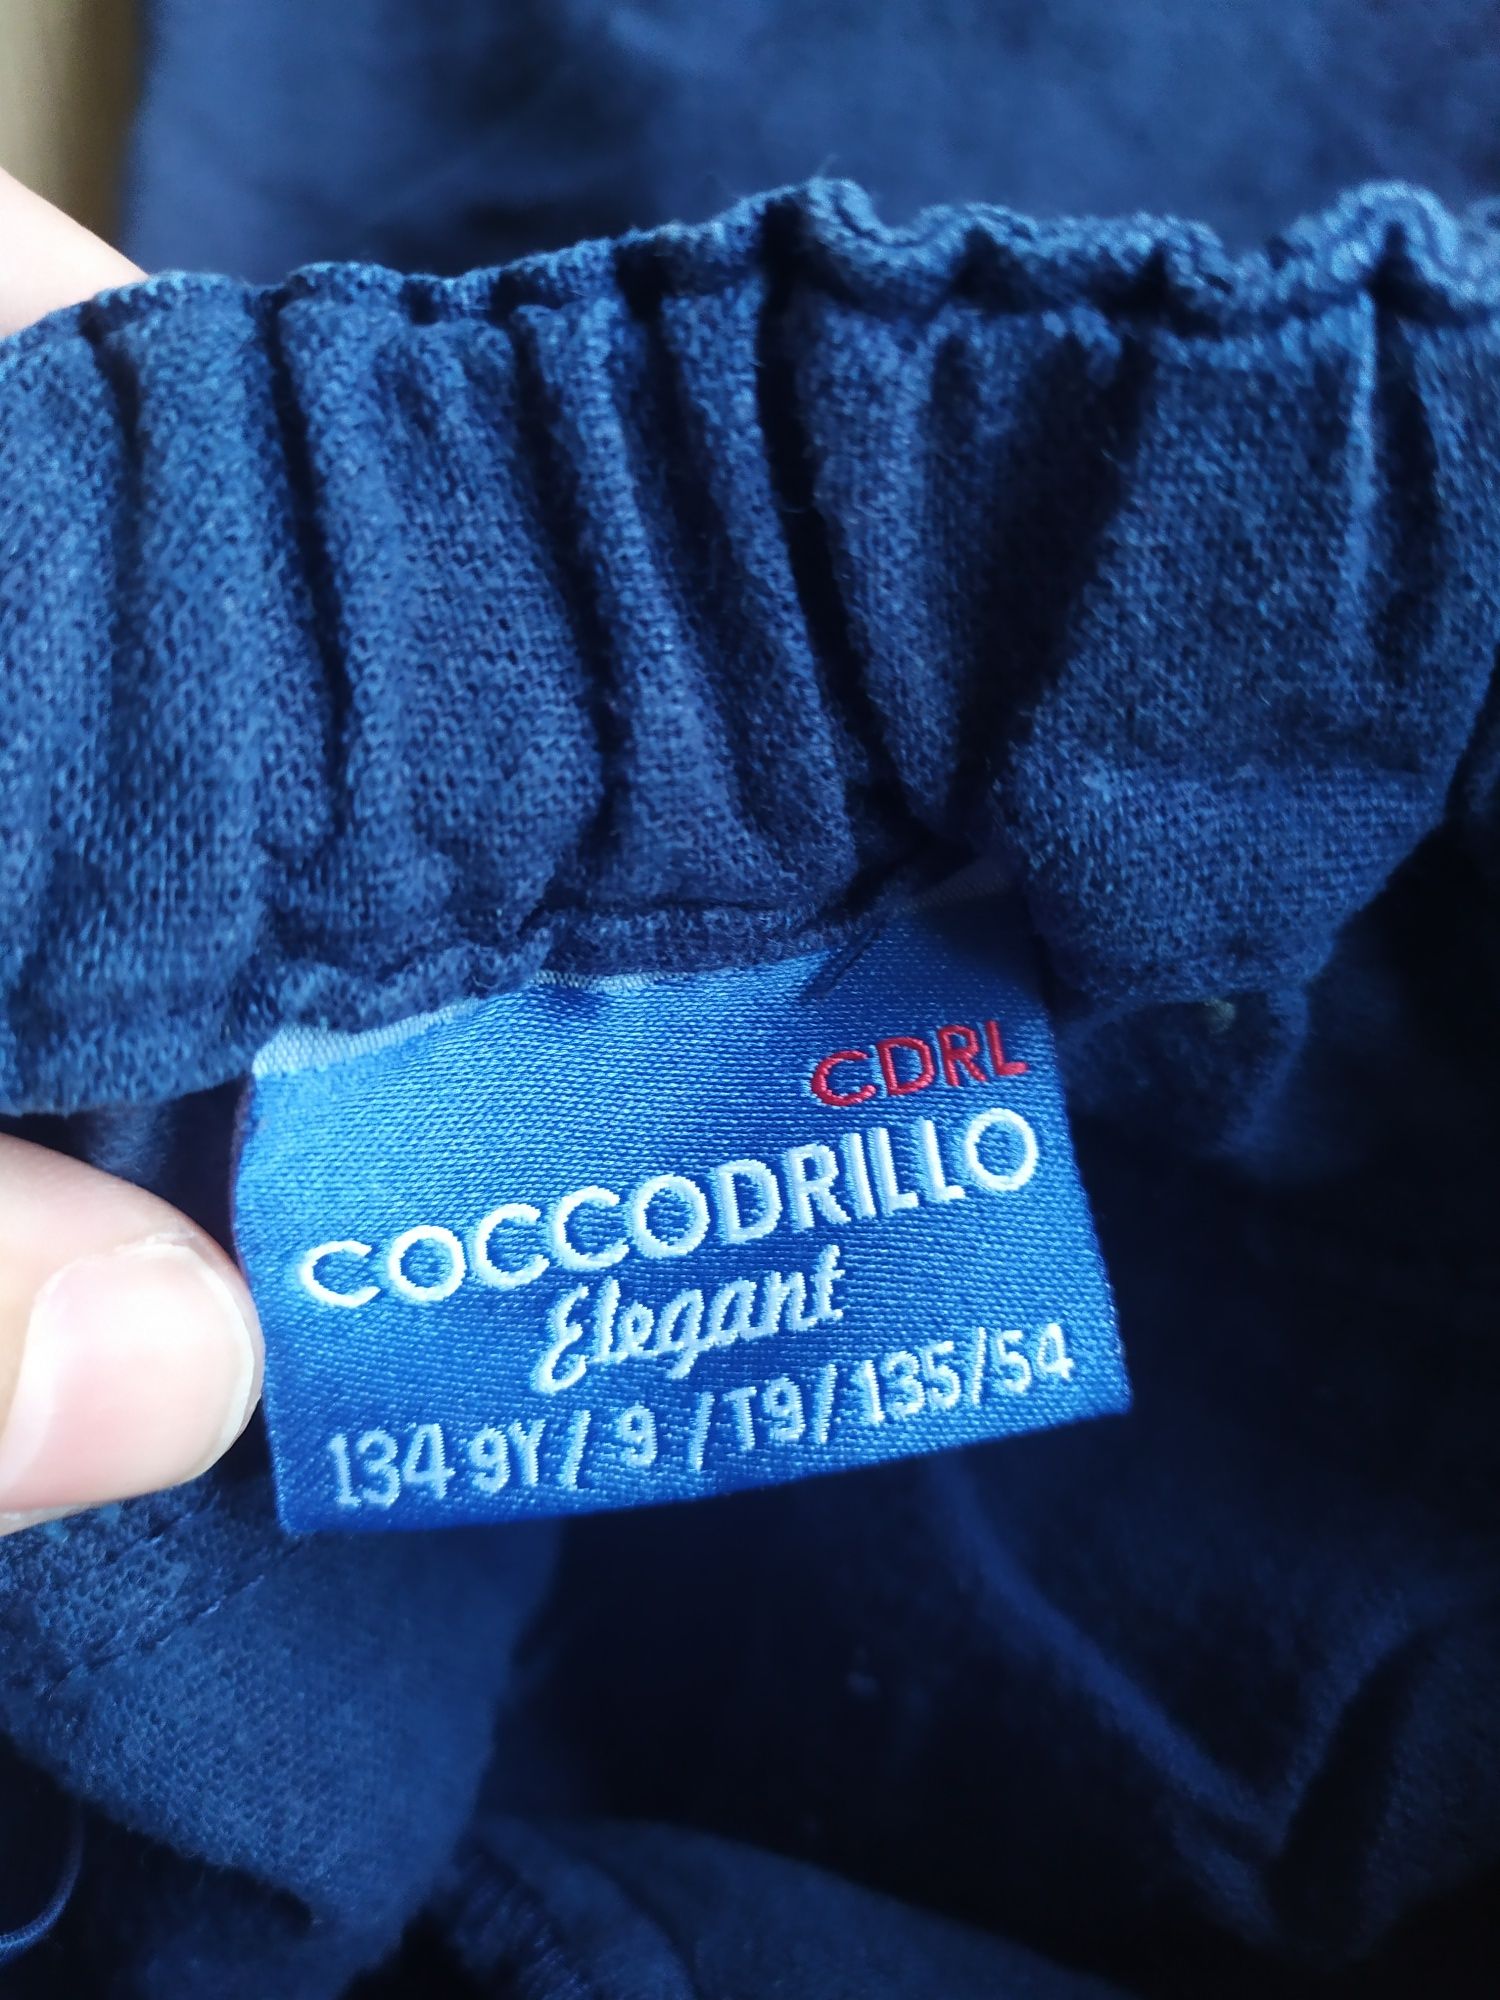 CDRL
COCCODRILLO
Elegant
134 9Y / 9 / T9 / 135/54